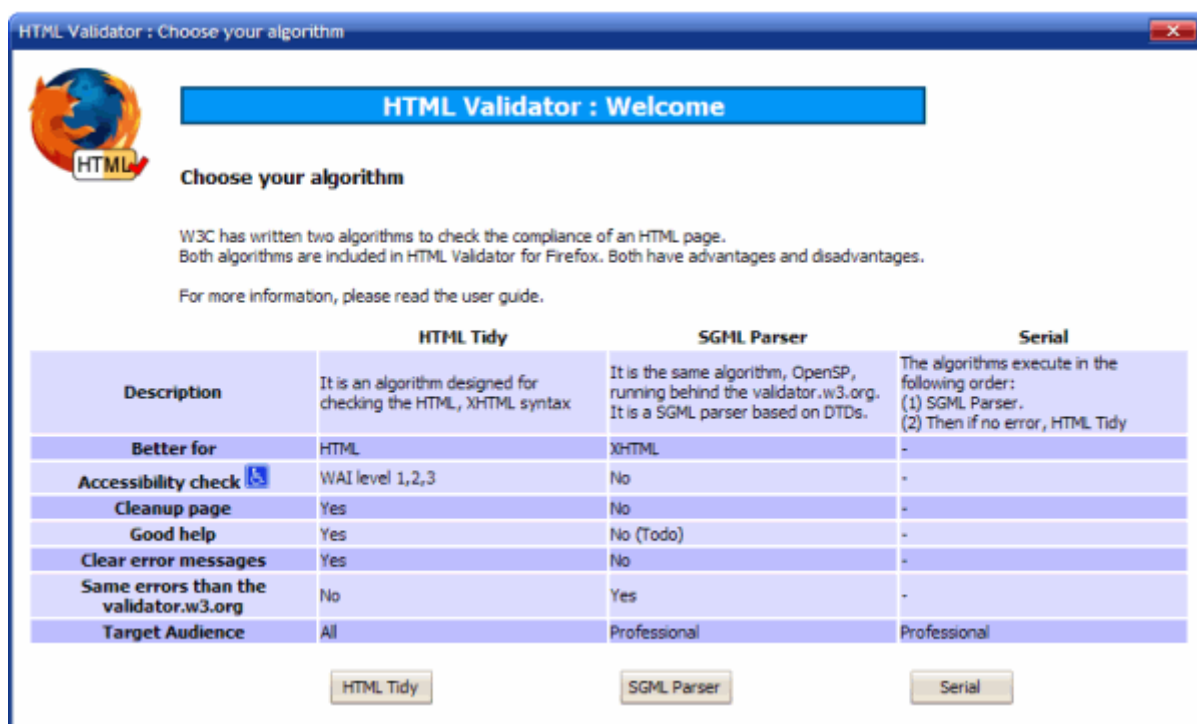 HTML Validator : Choose your algorithm
HTML Validator : Welcome
HTML
Choose your algorithm
W3C has written two algorithms to check the compliance of an HTML page.
Both algorithms are included in HTML Validator for Firefox. Both have advantages and disadvantages.
For more information, please read the user guide.
HTML Tidy SGML Parser Serial
Description
It is an algorithm designed for
checking the HTML, XHTML syntax
It is the same algorithm, OpenSP,
running behind the validator.w3.org.
It is a SGML parser based on DTDs.
The algorithms execute in the
following order:
(1) SGML Parser.
(2) Then if no error, HTML Tidy
Better for HTML XHTML -
Accessibility check WAI level 1,2,3 No -
Cleanup page Yes No -
Good help Yes No (Todo) -
Clear error messages Yes No -
Same errors than the
validator.w3.org
No Yes -
Target Audience All Professional Professional
HTML Tidy SGML Parser Serial